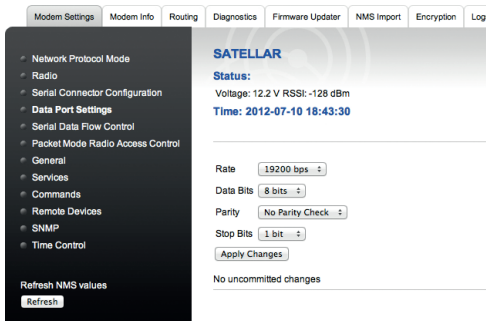 Modem Settings Modem Info Routing Diagnostics Firmware Updater NMS Import Encryption Log
Network Protocol Mode
Radio
Serial Connector Configuration
Data Port Settings
Serial Data Flow Control
Packet Mode Radio Access Control
General
Services
Commands
Remote Devices
SNMP
Time Control
Refresh NMS values
Refresh
SATELLAR
Status:
Voltage: 12.2 V RSSI: -128 dBm
Time: 2012-07-10 18:43:30
Rate 19200 bps
Data Bits 8 bits
Parity No Parity Check
Stop Bits 1 bit
Apply Changes
No uncommitted changes